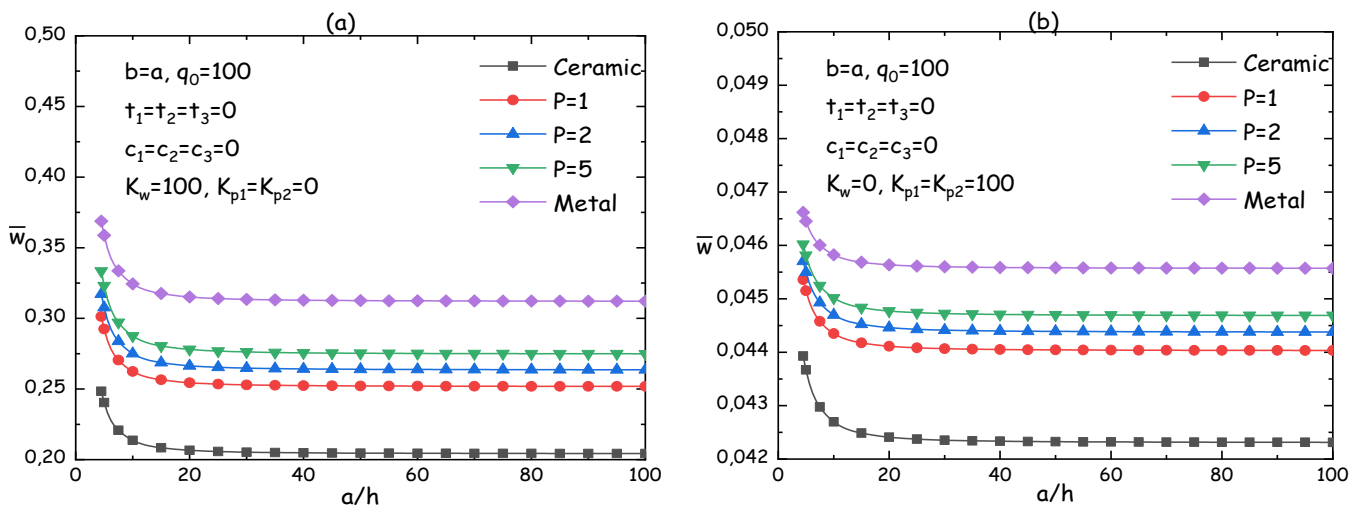 (a)
0,50
0,45
0,40
0,35
0,30
0,25
0,20
w̅
b=a, q₀=100
t₁=t₂=t₃=0
c₁=c₂=c₃=0
K_w=100, K_p1=K_p2=0
Ceramic
P=1
P=2
P=5
Metal
0 20 40 60 80 100
a/h
(b)
0,050
0,049
0,048
0,047
0,046
0,045
0,044
0,043
0,042
w̅
b=a, q₀=100
t₁=t₂=t₃=0
c₁=c₂=c₃=0
K_w=0, K_p1=K_p2=100
Ceramic
P=1
P=2
P=5
Metal
0 20 40 60 80 100
a/h